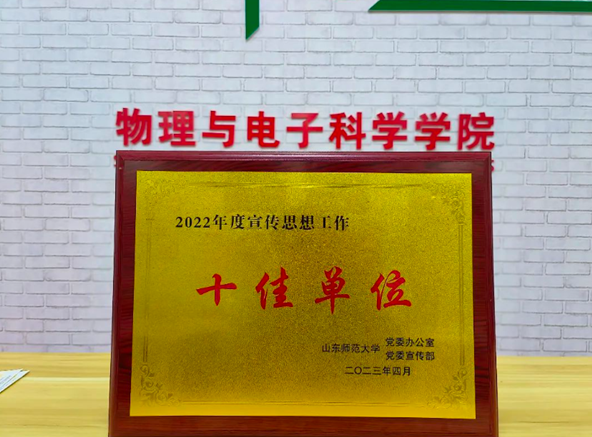 物理与电子科学学院
2022年度宣传思想工作
十佳单位
山东师范大学 党委办公室
党委宣传部
二〇二三年四月